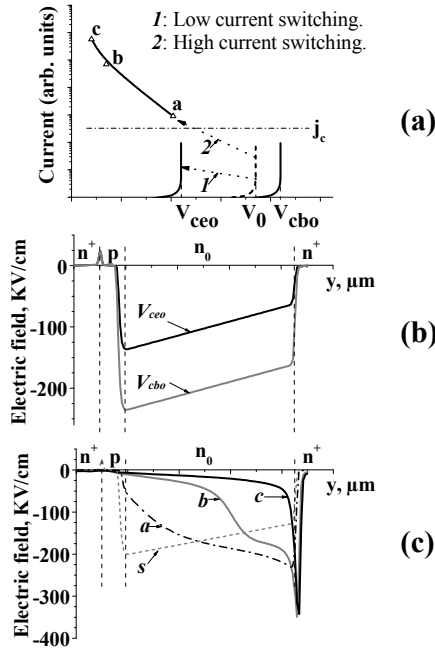 1: Low current switching.
2: High current switching.
Current (arb. units)
c
b
a
j_c
2
1
V_ceo V_0 V_cbo
(a)
n⁺ p n₀ n⁺
0
y, μm
-100
-200
Electric field, KV/cm
V_ceo
V_cbo
(b)
n⁺ p n₀ n⁺
0
y, μm
-100
-200
-300
-400
Electric field, KV/cm
a
b
c
s
(c)